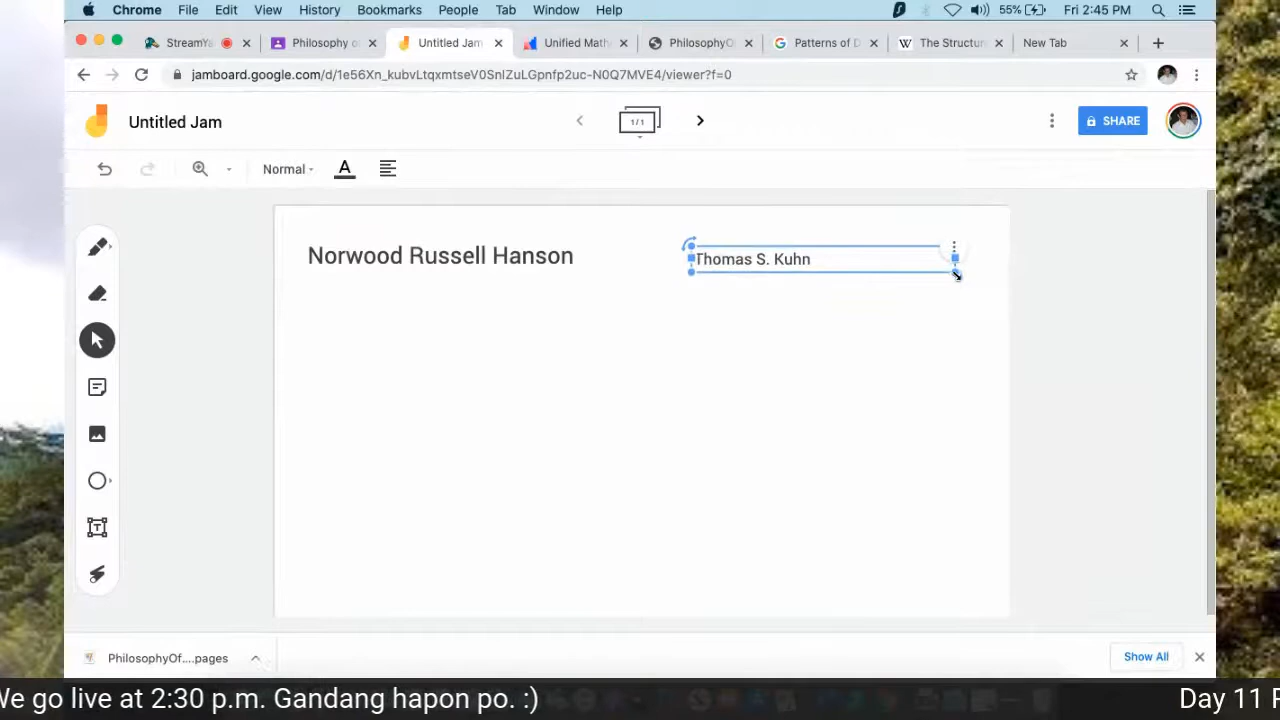 Chrome File Edit View History Bookmarks People Tab Window Help 55% Fri 2:45 PM
StreamYa Philosophy o Untitled Jam Unified Math PhilosophyO Patterns of D The Structur New Tab
jamboard.google.com/d/1e56Xn_kubvLtqxmtseV0SnIZuLGpnfp2uc-N0Q7MVE4/viewer?f=0
Untitled Jam 1/1 SHARE
Normal A
Norwood Russell Hanson Thomas S. Kuhn
PhilosophyOf....pages Show All
We go live at 2:30 p.m. Gandang hapon po. :) Day 11 P